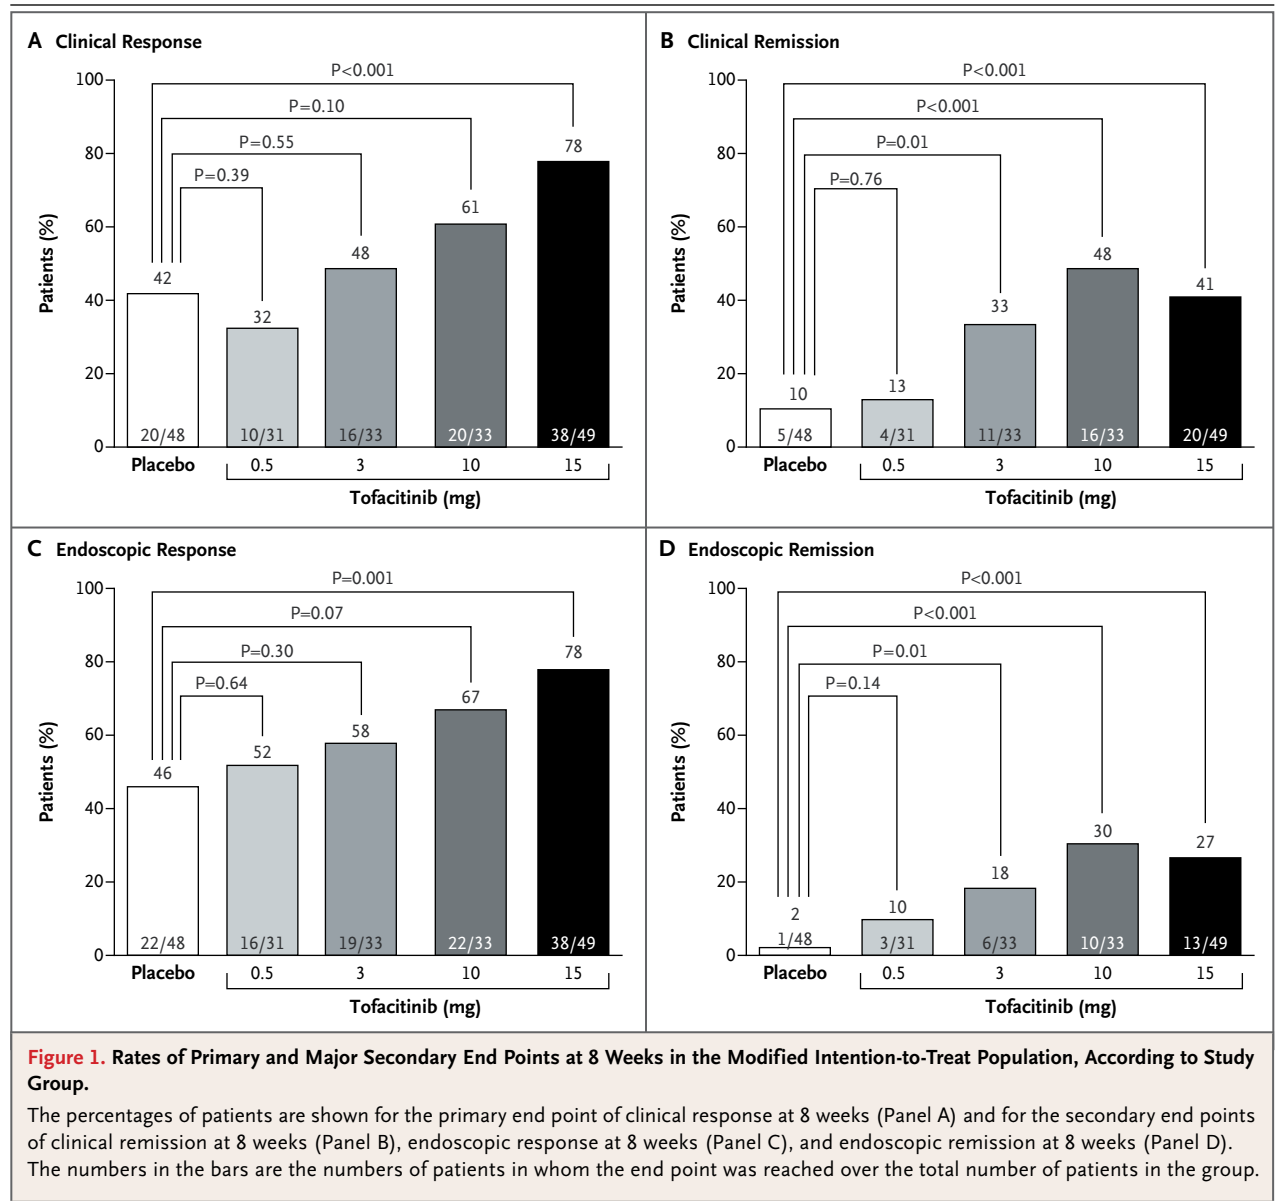 A Clinical Response
P<0.001
P=0.10
P=0.55
P=0.39
100
80
60
40
20
0
Patients (%)
42
32
48
61
78
20/48
10/31
16/33
20/33
38/49
Placebo
0.5
3
10
15
Tofacitinib (mg)
B Clinical Remission
P<0.001
P<0.001
P=0.01
P=0.76
100
80
60
40
20
0
Patients (%)
10
13
33
48
41
5/48
4/31
11/33
16/33
20/49
Placebo
0.5
3
10
15
Tofacitinib (mg)
C Endoscopic Response
P=0.001
P=0.07
P=0.30
P=0.64
100
80
60
40
20
0
Patients (%)
46
52
58
67
78
22/48
16/31
19/33
22/33
38/49
Placebo
0.5
3
10
15
Tofacitinib (mg)
D Endoscopic Remission
P<0.001
P<0.001
P=0.01
P=0.14
100
80
60
40
20
0
Patients (%)
2
10
18
30
27
1/48
3/31
6/33
10/33
13/49
Placebo
0.5
3
10
15
Tofacitinib (mg)
Figure 1. Rates of Primary and Major Secondary End Points at 8 Weeks in the Modified Intention-to-Treat Population, According to Study
Group.
The percentages of patients are shown for the primary end point of clinical response at 8 weeks (Panel A) and for the secondary end points
of clinical remission at 8 weeks (Panel B), endoscopic response at 8 weeks (Panel C), and endoscopic remission at 8 weeks (Panel D).
The numbers in the bars are the numbers of patients in whom the end point was reached over the total number of patients in the group.